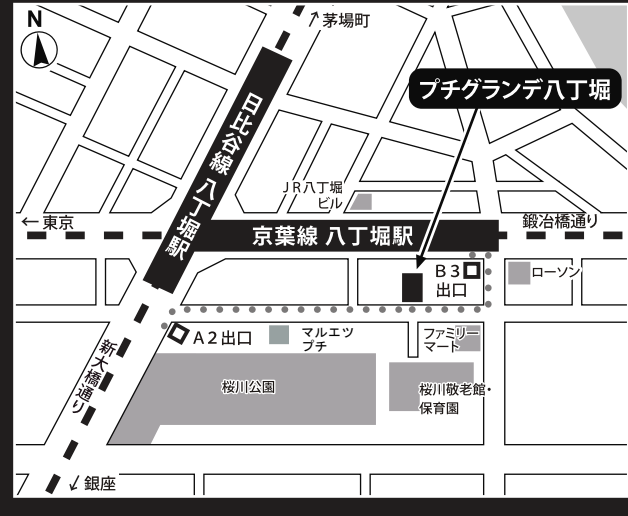 N
茅場町
プチグランデ八丁堀
日比谷線 八丁堀駅
JR八丁堀
ビル
←東京
京葉線 八丁堀駅
鍛冶橋通り
B3
出口
ローソン
A2出口
マルエツ
プチ
ファミリー
マート
新大橋通り
桜川公園
桜川敬老館・
保育園
銀座